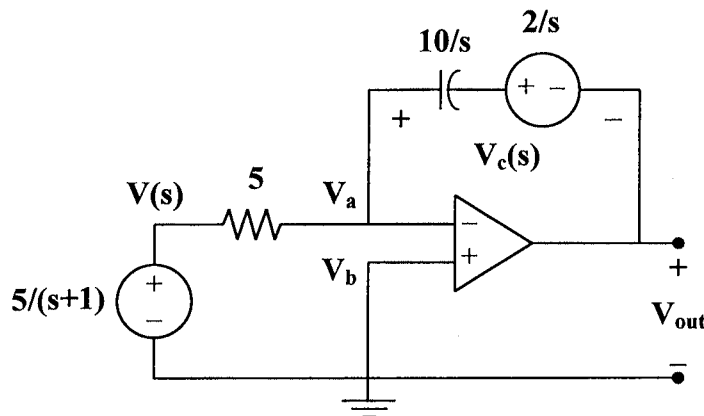 2/s
10/s
+ −
+ −
V_c(s)
V(s) 5 V_a
−
+
V_b
+
−
5/(s+1)
+
V_out
−